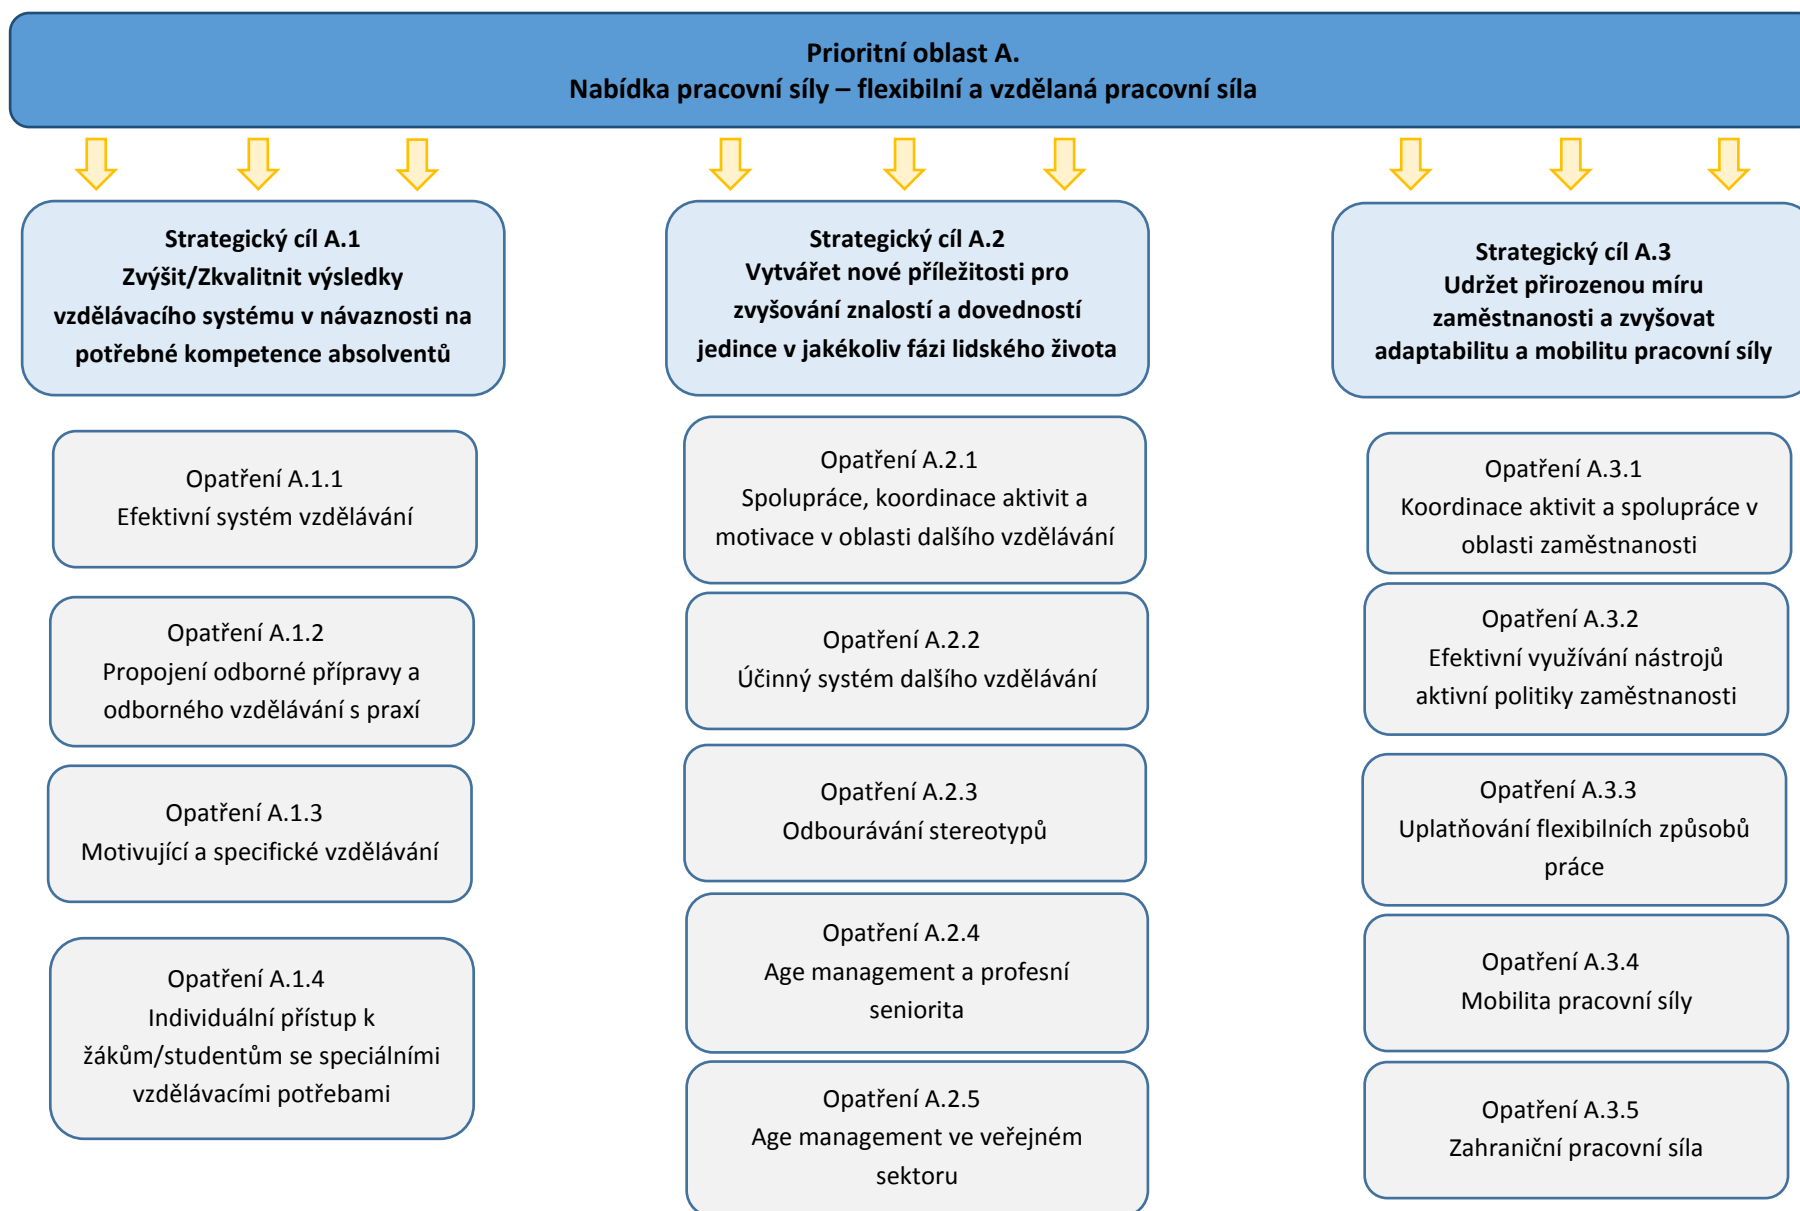 Prioritní oblast A.
Nabídka pracovní síly – flexibilní a vzdělaná pracovní síla
Strategický cíl A.1
Zvýšit/Zkvalitnit výsledky
vzdělávacího systému v návaznosti na
potřebné kompetence absolventů
Opatření A.1.1
Efektivní systém vzdělávání
Opatření A.1.2
Propojení odborné přípravy a
odborného vzdělávání s praxí
Opatření A.1.3
Motivující a specifické vzdělávání
Opatření A.1.4
Individuální přístup k
žákům/studentům se speciálními
vzdělávacími potřebami
Strategický cíl A.2
Vytvářet nové příležitosti pro
zvyšování znalostí a dovedností
jedince v jakékoliv fázi lidského života
Opatření A.2.1
Spolupráce, koordinace aktivit a
motivace v oblasti dalšího vzdělávání
Opatření A.2.2
Účinný systém dalšího vzdělávání
Opatření A.2.3
Odbourávání stereotypů
Opatření A.2.4
Age management a profesní
seniorita
Opatření A.2.5
Age management ve veřejném
sektoru
Strategický cíl A.3
Udržet přirozenou míru
zaměstnanosti a zvyšovat
adaptabilitu a mobilitu pracovní síly
Opatření A.3.1
Koordinace aktivit a spolupráce v
oblasti zaměstnanosti
Opatření A.3.2
Efektivní využívání nástrojů
aktivní politiky zaměstnanosti
Opatření A.3.3
Uplatňování flexibilních způsobů
práce
Opatření A.3.4
Mobilita pracovní síly
Opatření A.3.5
Zahraniční pracovní síla